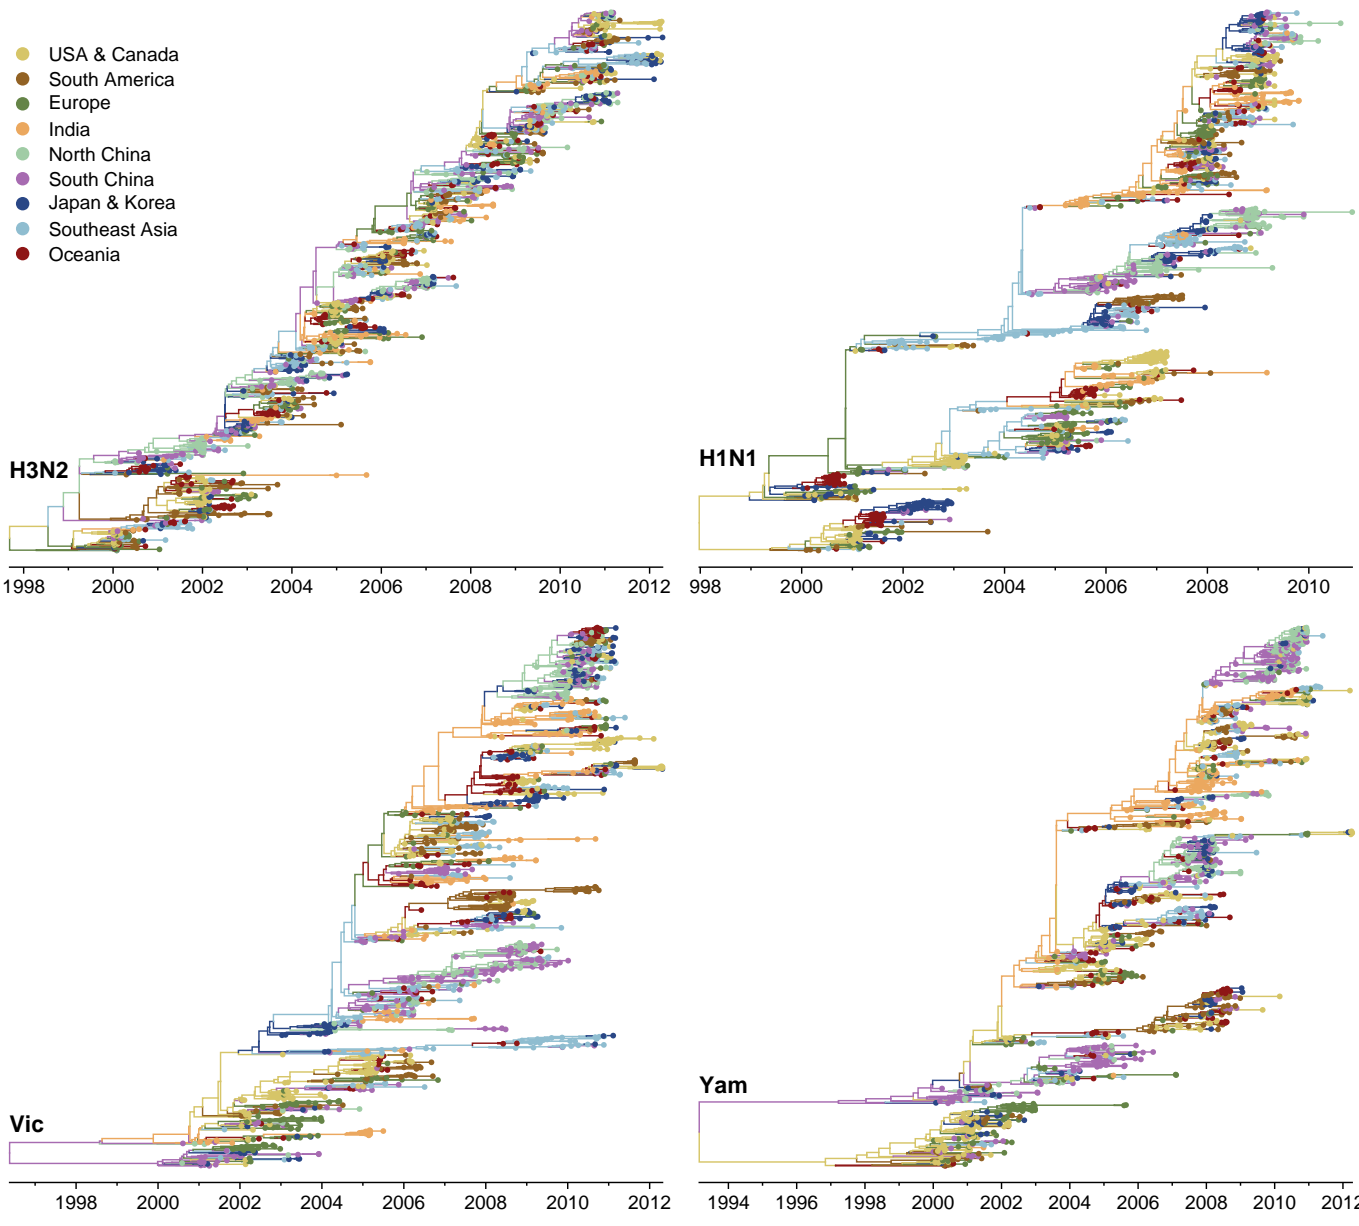 USA & Canada
South America
Europe
India
North China
South China
Japan & Korea
Southeast Asia
Oceania
H3N2
1998 2000 2002 2004 2006 2008 2010 2012
H1N1
1998 2000 2002 2004 2006 2008 2010
Vic
1998 2000 2002 2004 2006 2008 2010
Yam
1994 1996 1998 2000 2002 2004 2006 2008 2010 2012